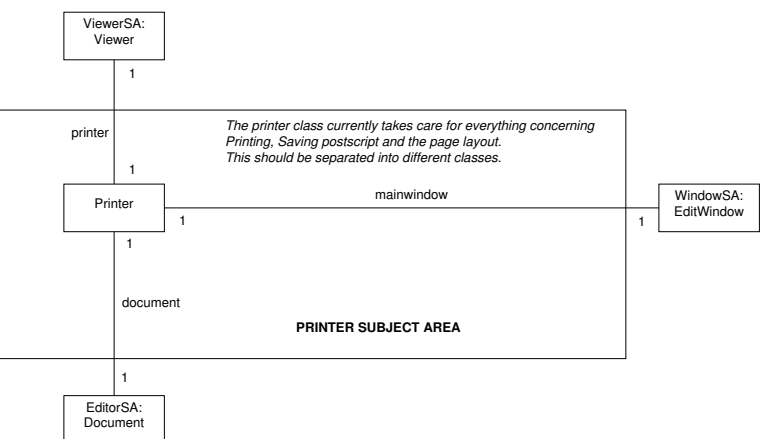 ViewerSA:
Viewer
1
printer
The printer class currently takes care for everything concerning
Printing, Saving postscript and the page layout.
This should be separated into different classes.
1
Printer
mainwindow
WindowSA:
EditWindow
1
1
1
document
PRINTER SUBJECT AREA
1
EditorSA:
Document